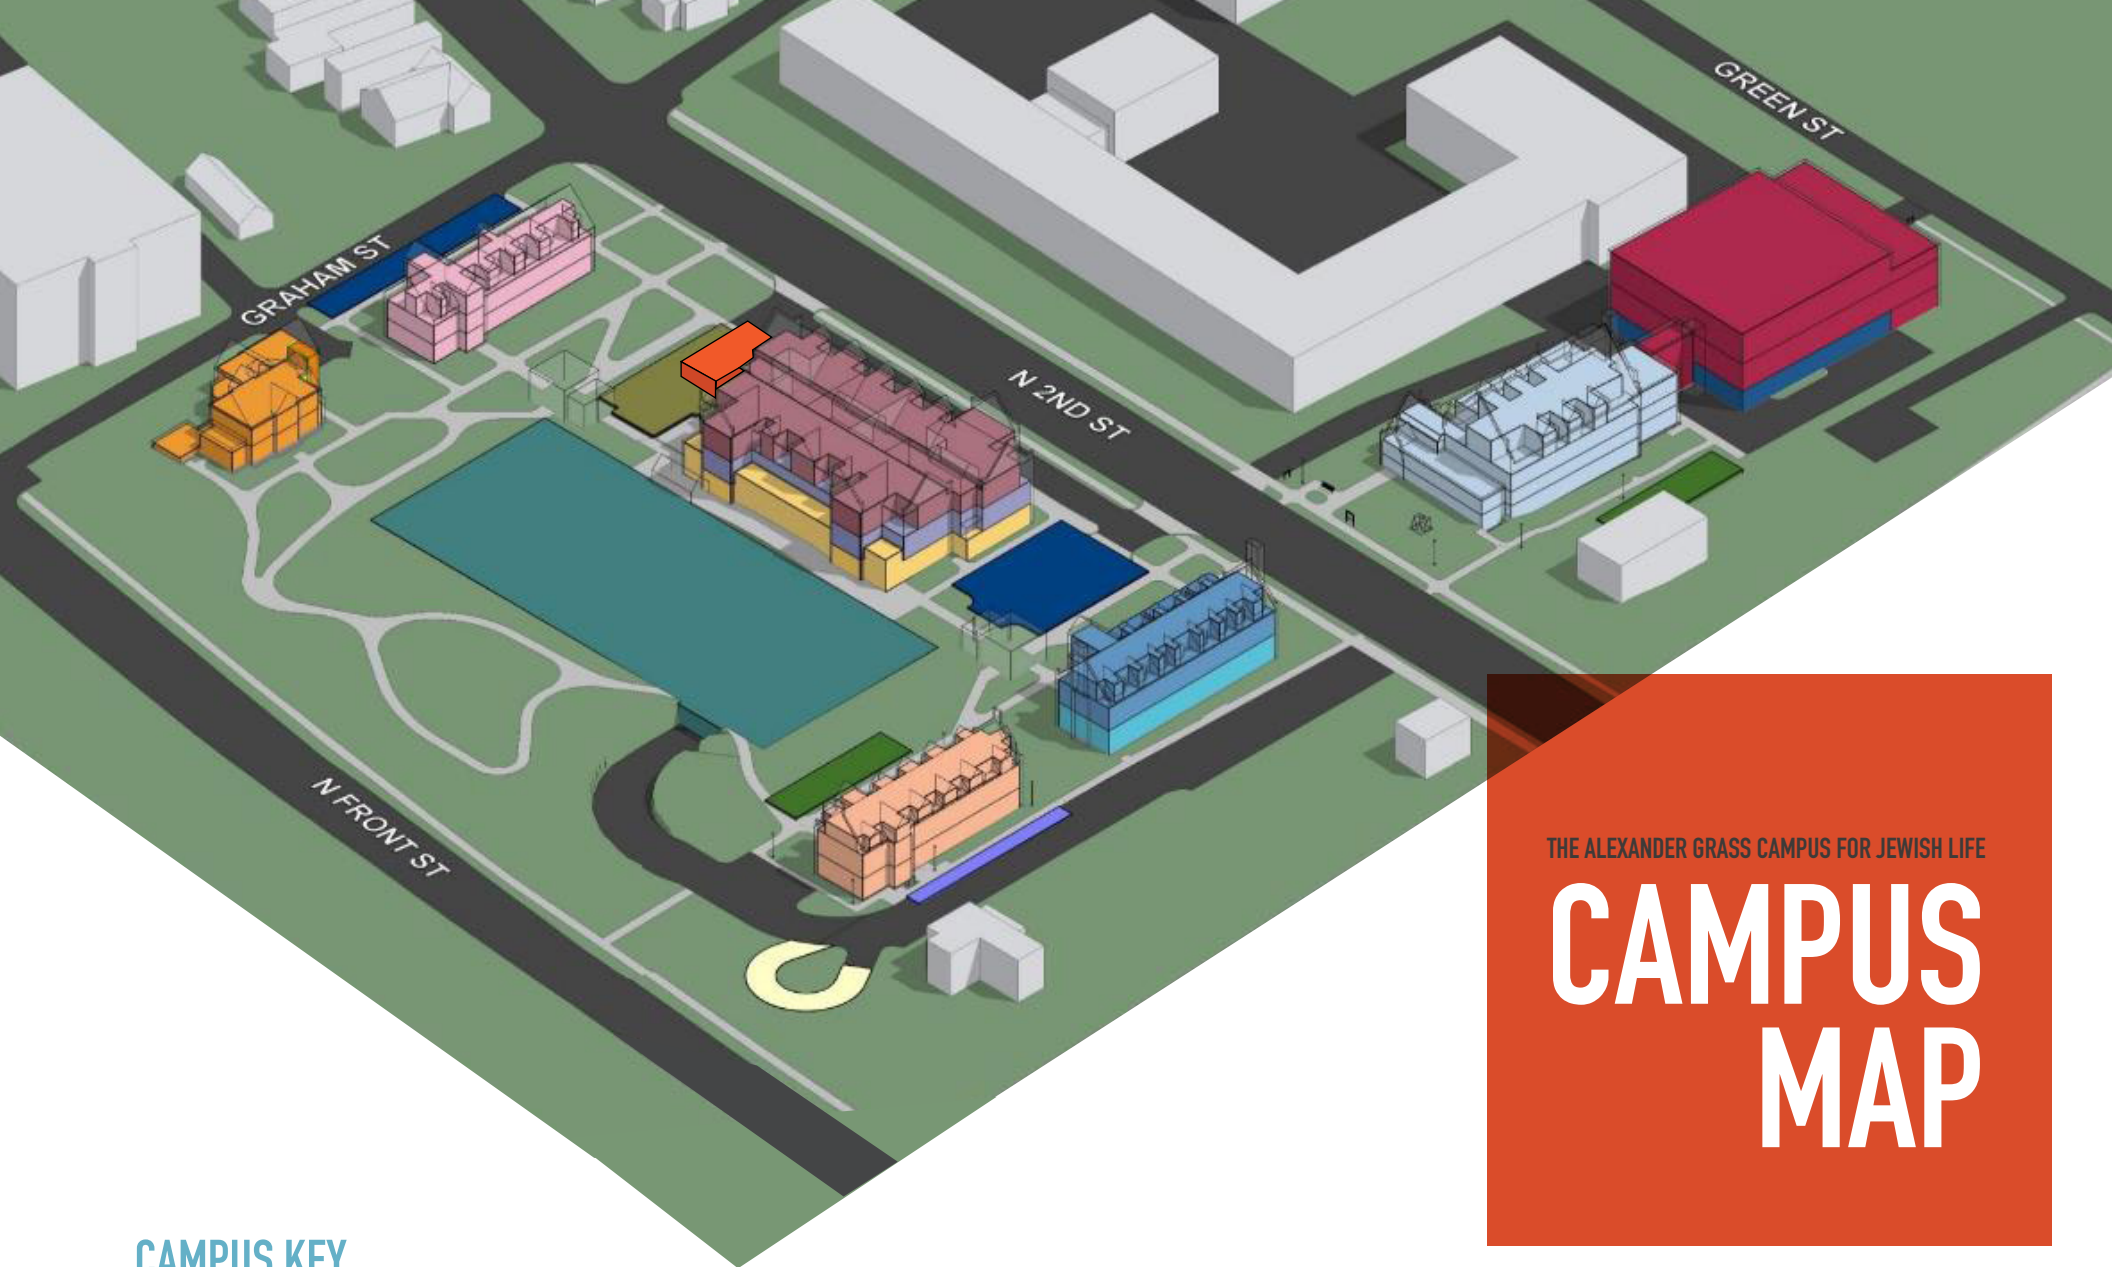 GREEN ST
GRAHAM ST
N 2ND ST
N FRONT ST
THE ALEXANDER GRASS CAMPUS FOR JEWISH LIFE
CAMPUS
MAP
CAMPUS KEY